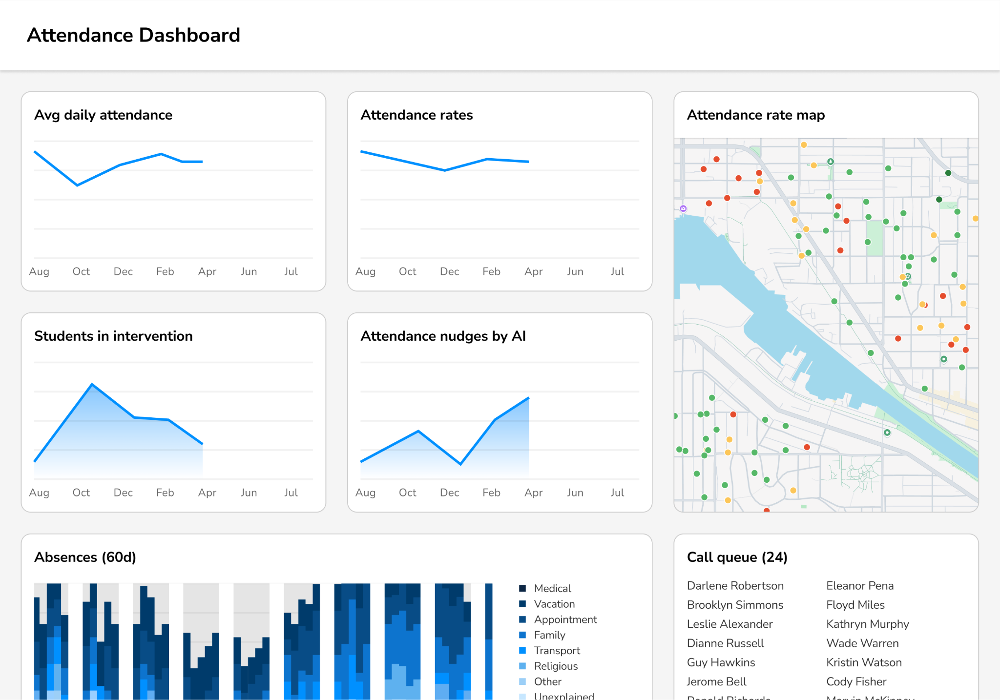 Attendance Dashboard
Avg daily attendance
Aug Oct Dec Feb Apr Jun Jul
Attendance rates
Aug Oct Dec Feb Apr Jun Jul
Attendance rate map
Students in intervention
Aug Oct Dec Feb Apr Jun Jul
Attendance nudges by AI
Aug Oct Dec Feb Apr Jun Jul
Absences (60d)
Medical
Vacation
Appointment
Family
Transport
Religious
Other
Unexplained
Call queue (24)
Darlene Robertson Eleanor Pena
Brooklyn Simmons Floyd Miles
Leslie Alexander Kathryn Murphy
Dianne Russell Wade Warren
Guy Hawkins Kristin Watson
Jerome Bell Cody Fisher
Ronald Richards Marvin McKinney